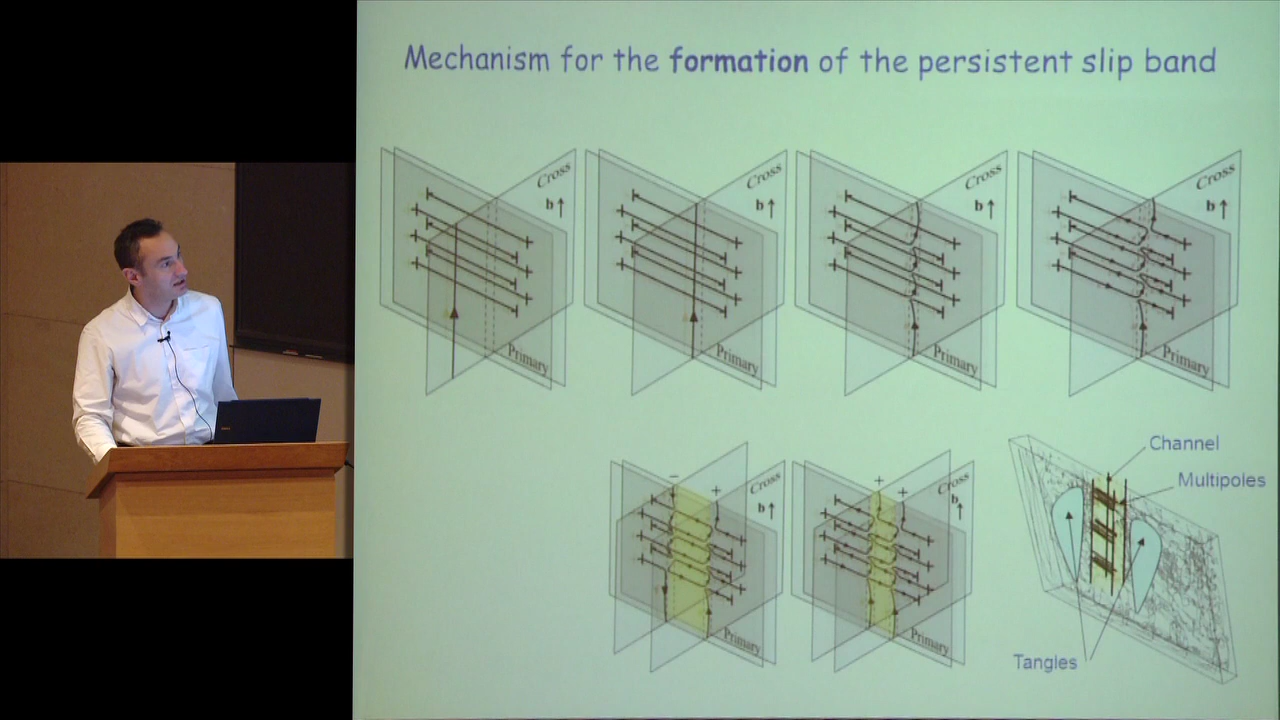 Mechanism for the formation of the persistent slip band
Cross
b
Primary
Cross
b
Primary
Cross
b
Primary
Cross
b
Primary
Channel
Multipoles
− +
Cross
b
Primary
+ +
Cross
b
Primary
Tangles